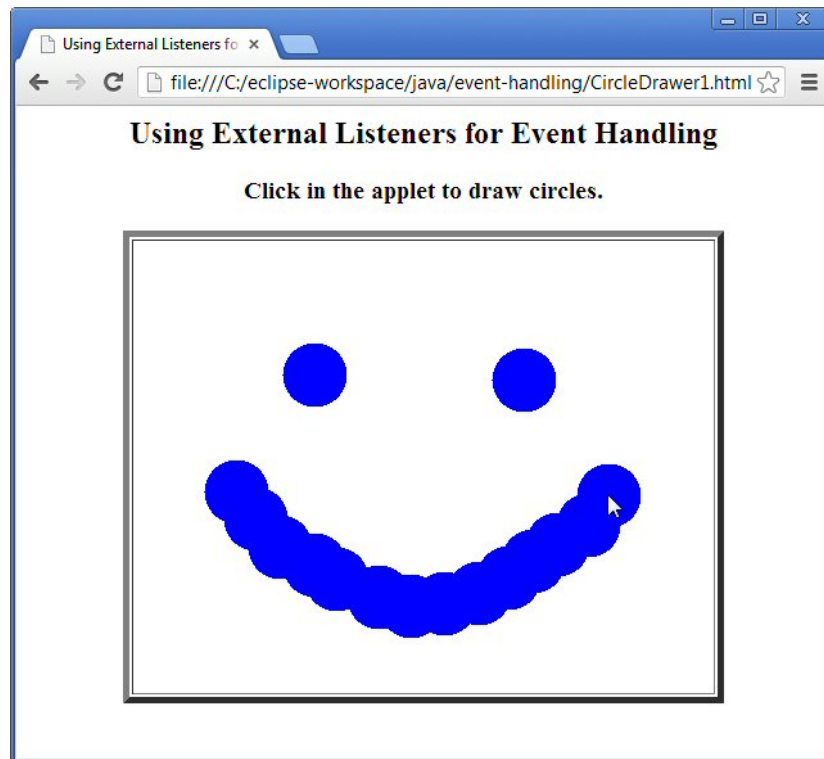 Using External Listeners fo
file:///C:/eclipse-workspace/java/event-handling/CircleDrawer1.html
Using External Listeners for Event Handling
Click in the applet to draw circles.